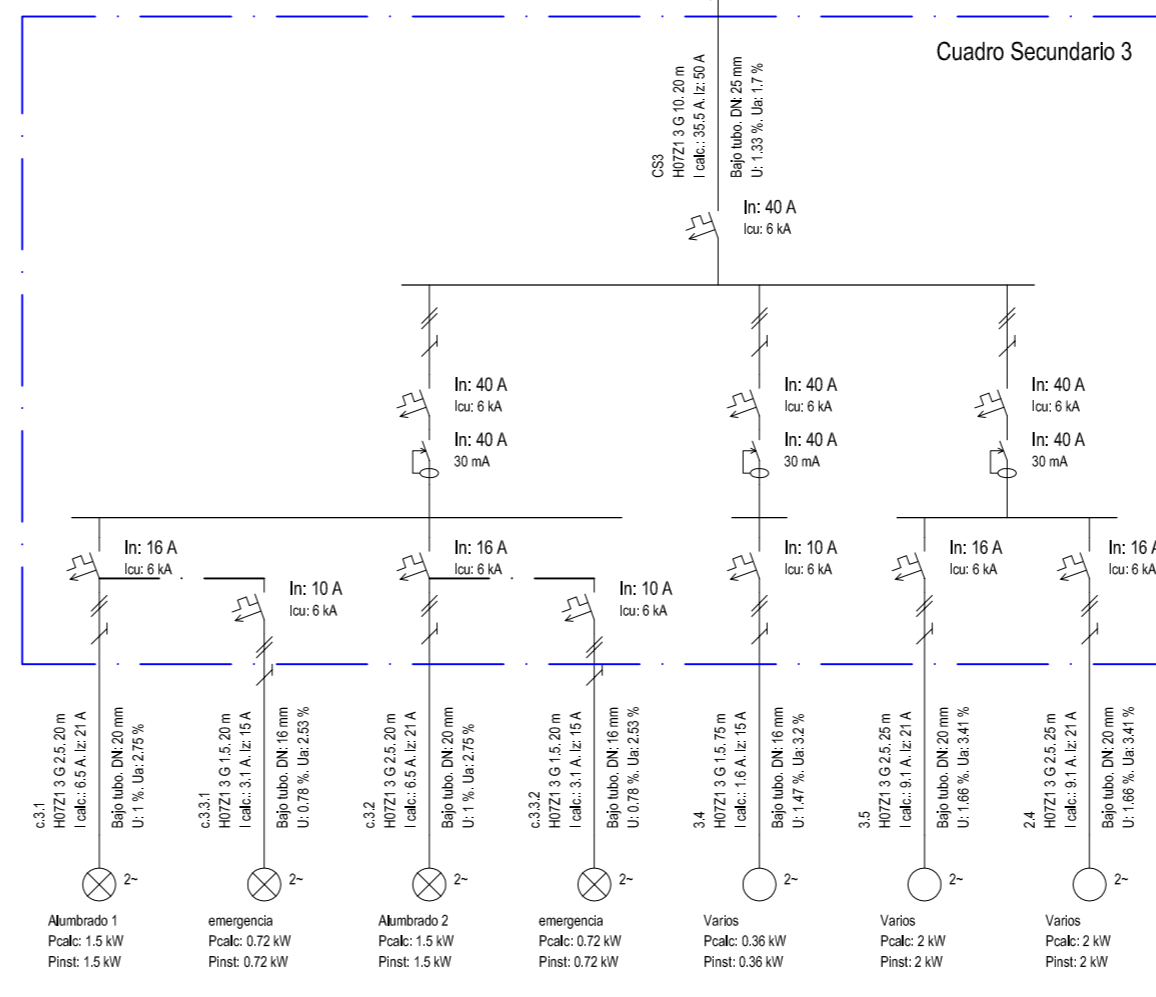 Cuadro Secundario 3
CS3
H07Z1 3 G 10. 20 m
I calc.: 35.5 A. Iz: 50 A
Bajo tubo. DN: 25 mm
U: 1.33 %. Ua: 1.7 %
In: 40 A
Icu: 6 kA
In: 40 A
Icu: 6 kA
In: 40 A
30 mA
In: 40 A
Icu: 6 kA
In: 40 A
30 mA
In: 40 A
Icu: 6 kA
In: 40 A
30 mA
In: 16 A
Icu: 6 kA
In: 10 A
Icu: 6 kA
In: 16 A
Icu: 6 kA
In: 10 A
Icu: 6 kA
In: 10 A
Icu: 6 kA
In: 16 A
Icu: 6 kA
In: 16 A
Icu: 6 kA
c.3.1
H07Z1 3 G 2.5. 20 m
I calc.: 6.5 A. Iz: 21 A
Bajo tubo. DN: 20 mm
U: 1 %. Ua: 2.75 %
c.3.3.1
H07Z1 3 G 1.5. 20 m
I calc.: 3.1 A. Iz: 15 A
Bajo tubo. DN: 16 mm
U: 0.78 %. Ua: 2.53 %
c.3.2
H07Z1 3 G 2.5. 20 m
I calc.: 6.5 A. Iz: 21 A
Bajo tubo. DN: 20 mm
U: 1 %. Ua: 2.75 %
c.3.3.2
H07Z1 3 G 1.5. 20 m
I calc.: 3.1 A. Iz: 15 A
Bajo tubo. DN: 16 mm
U: 0.78 %. Ua: 2.53 %
3.4
H07Z1 3 G 1.5. 75 m
I calc.: 1.6 A. Iz: 15 A
Bajo tubo. DN: 16 mm
U: 1.47 %. Ua: 3.2 %
3.5
H07Z1 3 G 2.5. 25 m
I calc.: 9.1 A. Iz: 21 A
Bajo tubo. DN: 20 mm
U: 1.66 %. Ua: 3.41 %
2.4
H07Z1 3 G 2.5. 25 m
I calc.: 9.1 A. Iz: 21 A
Bajo tubo. DN: 20 mm
U: 1.66 %. Ua: 3.41 %
2~
2~
2~
2~
2~
2~
2~
Alumbrado 1
Pcalc: 1.5 kW
Pinst: 1.5 kW
emergencia
Pcalc: 0.72 kW
Pinst: 0.72 kW
Alumbrado 2
Pcalc: 1.5 kW
Pinst: 1.5 kW
emergencia
Pcalc: 0.72 kW
Pinst: 0.72 kW
Varios
Pcalc: 0.36 kW
Pinst: 0.36 kW
Varios
Pcalc: 2 kW
Pinst: 2 kW
Varios
Pcalc: 2 kW
Pinst: 2 kW